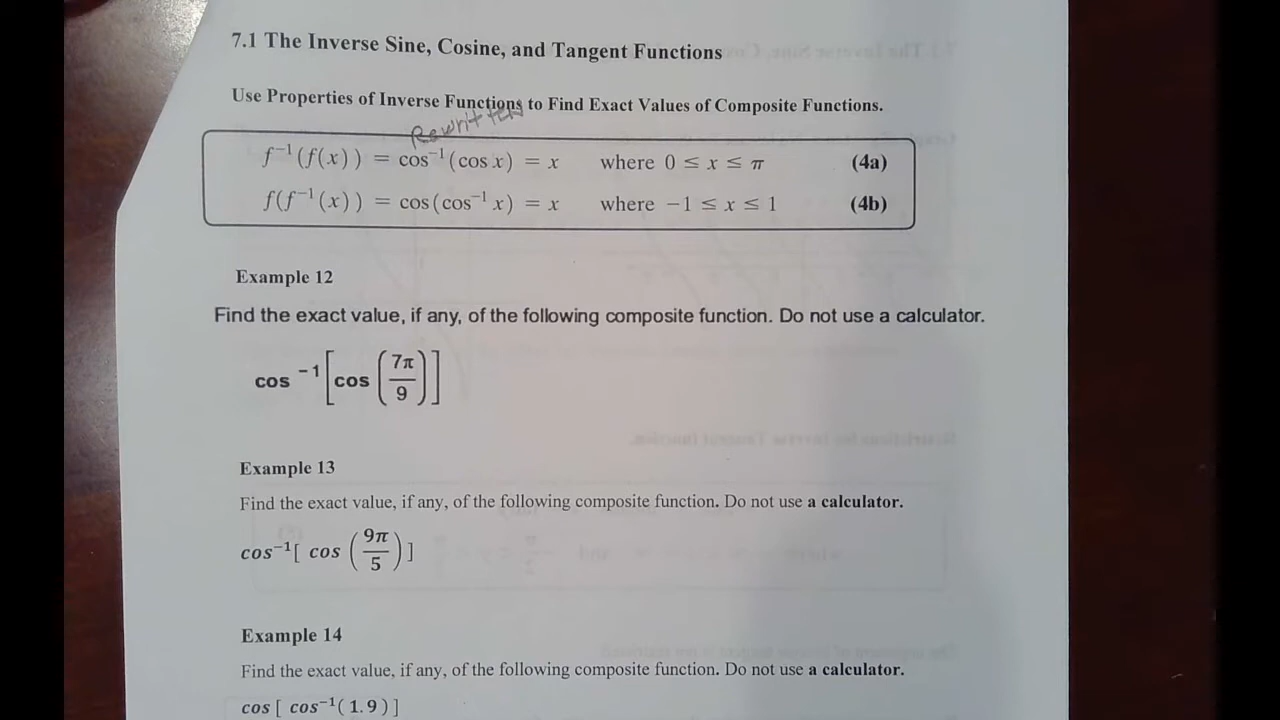 7.1 The Inverse Sine, Cosine, and Tangent Functions
Use Properties of Inverse Functions to Find Exact Values of Composite Functions.
Rewritten
f⁻¹(f(x)) = cos⁻¹(cos x) = x where 0 ≤ x ≤ π (4a)
f(f⁻¹(x)) = cos(cos⁻¹ x) = x where −1 ≤ x ≤ 1 (4b)
Example 12
Find the exact value, if any, of the following composite function. Do not use a calculator.
cos ⁻¹[cos (7π/9)]
Example 13
Find the exact value, if any, of the following composite function. Do not use a calculator.
cos⁻¹[ cos (9π/5) ]
Example 14
Find the exact value, if any, of the following composite function. Do not use a calculator.
cos [ cos⁻¹( 1.9 ) ]